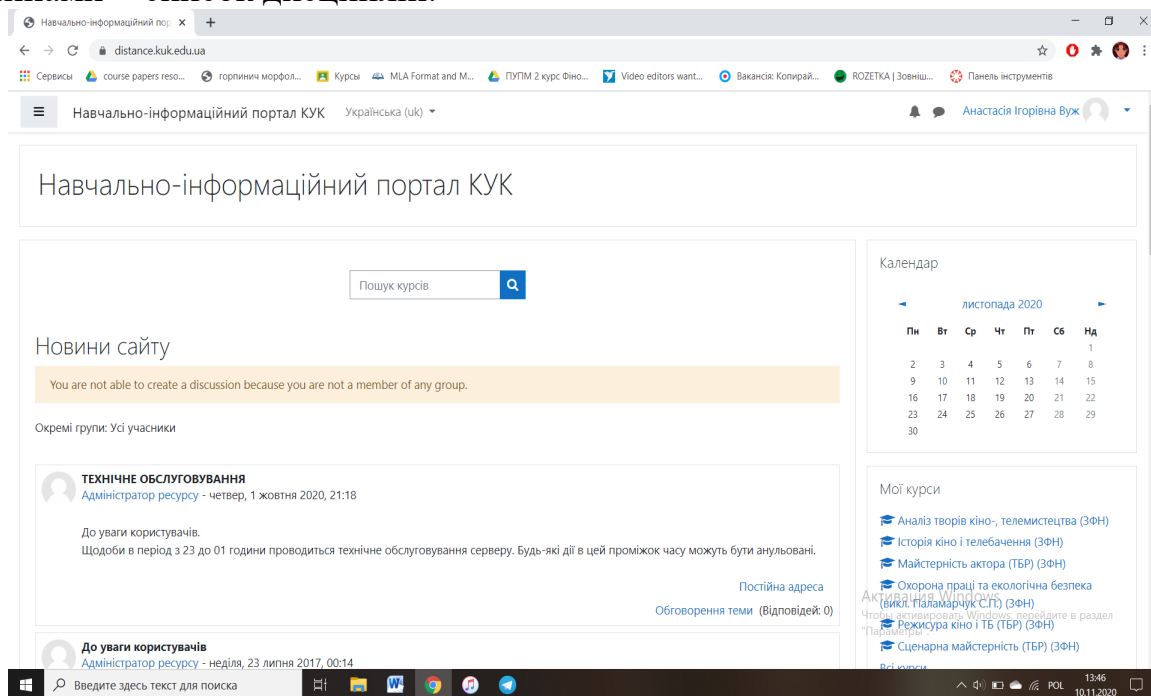 Навчально-інформаційний пор
distance.kuk.edu.ua
Сервисы course papers reso... горпинич морфол... Курсы MLA Format and M... ПУПМ 2 курс Фіно... Video editors want... Вакансія: Копирай... ROZETKA | Зовніш... Панель інструментів
Навчально-інформаційний портал КУК Українська (uk)
Анастасія Ігорівна Вуж
Навчально-інформаційний портал КУК
Пошук курсів
Новини сайту
You are not able to create a discussion because you are not a member of any group.
Окремі групи: Усі учасники
ТЕХНІЧНЕ ОБСЛУГОВУВАННЯ
Адміністратор ресурсу - четвер, 1 жовтня 2020, 21:18
До уваги користувачів.
Щодоби в період з 23 до 01 години проводиться технічне обслуговування серверу. Будь-які дії в цей проміжок часу можуть бути анульовані.
Постійна адреса
Обговорення теми (Відповідей: 0)
До уваги користувачів
Адміністратор ресурсу - неділя, 23 липня 2017, 00:14
Календар
листопада 2020
Пн Вт Ср Чт Пт Сб Нд
1
2 3 4 5 6 7 8
9 10 11 12 13 14 15
16 17 18 19 20 21 22
23 24 25 26 27 28 29
30
Мої курси
Аналіз творів кіно-, телемистецтва (ЗФН)
Історія кіно і телебачення (ЗФН)
Майстерність актора (ТБР) (ЗФН)
Охорона праці та екологічна безпека
(викл. Паламарчук С.П.) (ЗФН)
Режисура кіно і ТБ (ТБР) (ЗФН)
Сценарна майстерність (ТБР) (ЗФН)
Всі курси
Активация Windows
Чтобы активировать Windows, перейдите в раздел
"Параметры".
Введите здесь текст для поиска
POL
13:46
10.11.2020